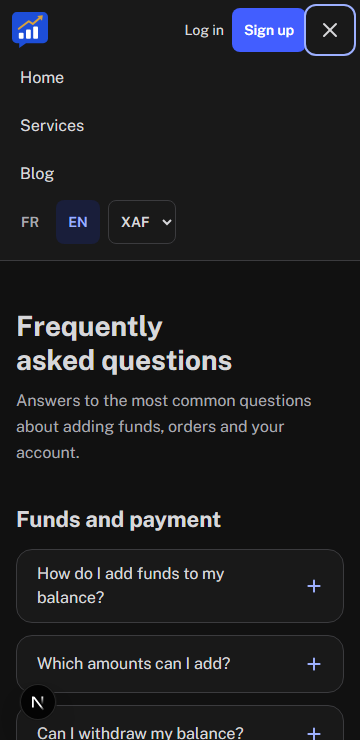 Log in
Sign up
Home
Services
Blog
FR
EN
XAF
Frequently
asked questions
Answers to the most common questions
about adding funds, orders and your
account.
Funds and payment
How do I add funds to my
balance?
Which amounts can I add?
N
Can I withdraw my balance?